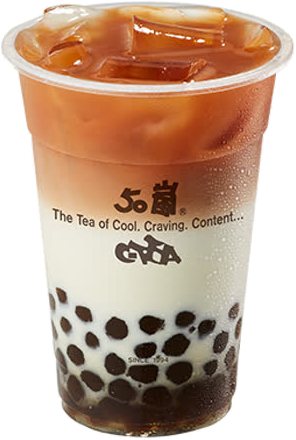 50嵐®
The Tea of Cool. Craving. Content...
SINCE 1994